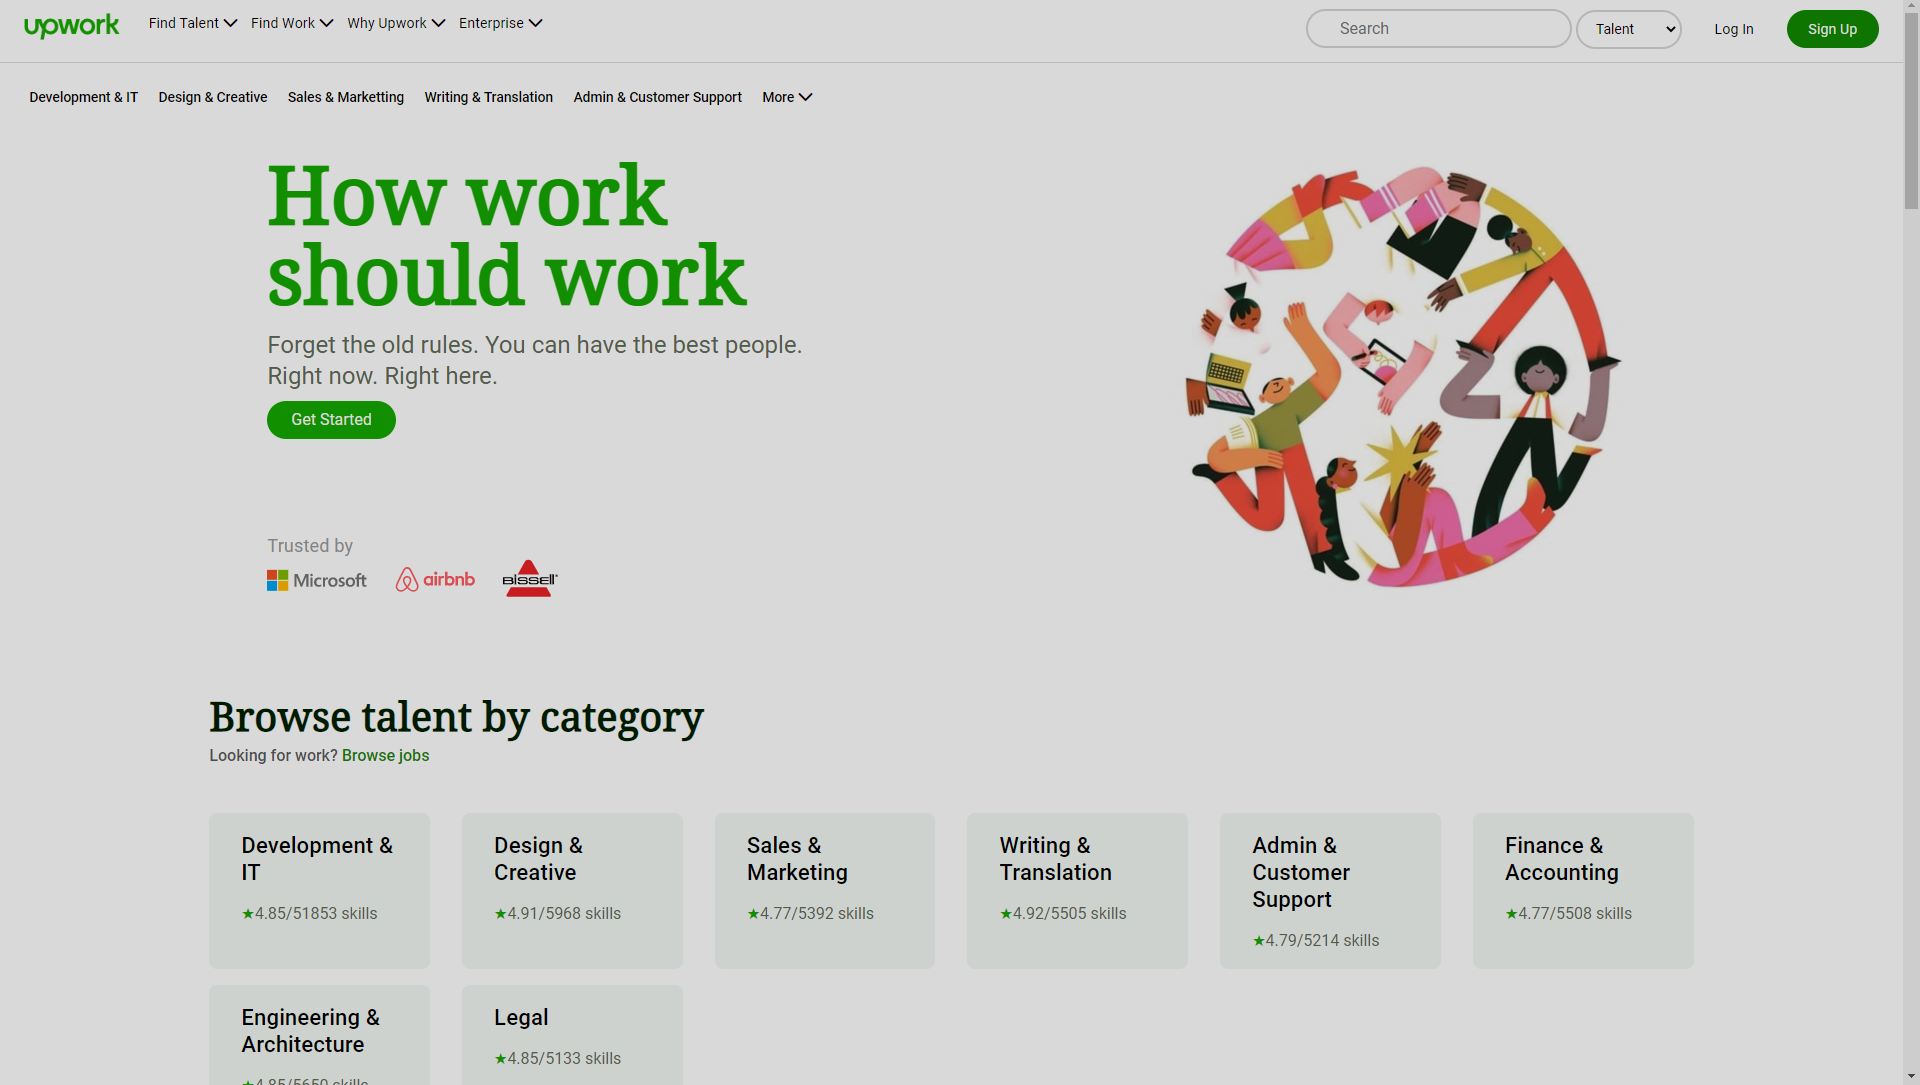 upwork
Find Talent
Find Work
Why Upwork
Enterprise
Search
Talent
Log In
Sign Up
Development & IT
Design & Creative
Sales & Marketting
Writing & Translation
Admin & Customer Support
More
How work
should work
Forget the old rules. You can have the best people.
Right now. Right here.
Get Started
Trusted by
Microsoft
airbnb
BISSELL
Browse talent by category
Looking for work? Browse jobs
Development &
IT
★4.85/51853 skills
Design &
Creative
★4.91/5968 skills
Sales &
Marketing
★4.77/5392 skills
Writing &
Translation
★4.92/5505 skills
Admin &
Customer
Support
★4.79/5214 skills
Finance &
Accounting
★4.77/5508 skills
Engineering &
Architecture
★4.85/5650 skills
Legal
★4.85/5133 skills